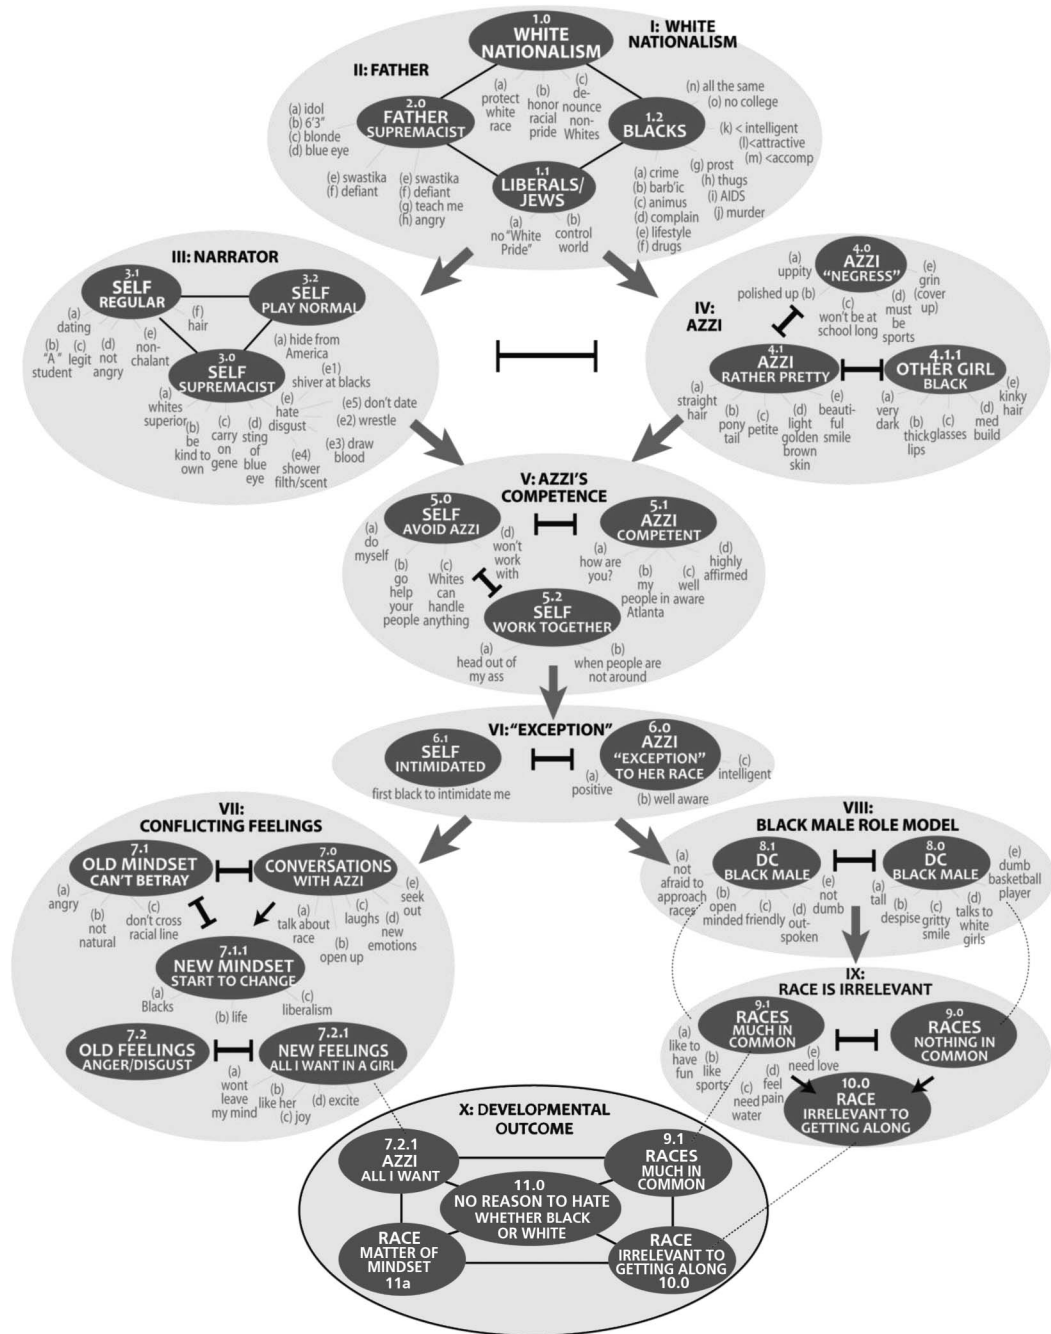 I: WHITE
NATIONALISM
1.0
WHITE
NATIONALISM
II: FATHER
2.0
FATHER
SUPREMACIST
(a) idol
(b) 6'3"
(c) blonde
(d) blue eye
(e) swastika
(f) defiant
(e) swastika
(f) defiant
(g) teach me
(h) angry
(a)
protect
white
race
(b)
honor
racial
pride
(c)
de-
nounce
non-
Whites
1.2
BLACKS
(n) all the same
(o) no college
(k) < intelligent
(l)<attractive
(m) <accomp
(g) prost
(h) thugs
(i) AIDS
(j) murder
(a) crime
(b) barb'ic
(c) animus
(d) complain
(e) lifestyle
(f) drugs
1.1
LIBERALS/
JEWS
(a)
no "White
Pride"
(b)
control
world
III: NARRATOR
3.1
SELF
REGULAR
3.2
SELF
PLAY NORMAL
(a)
dating
(b)
"A"
student
(c)
legit
(d)
not
angry
(e)
non-
chalant
(f)
hair
(a) hide from
America
3.0
SELF
SUPREMACIST
(a)
whites
superior
(b)
be
kind to
own
(c)
carry
on
gene
(d)
sting
of
blue
eye
(e)
hate
disgust
(e1)
shiver at blacks
(e5) don't date
(e2) wrestle
(e3) draw
blood
(e4)
shower
filth/scent
IV:
AZZI
4.0
AZZI
"NEGRESS"
(a)
uppity
polished up (b)
(c)
won't be at
school long
(d)
must
be
sports
(e)
grin
(cover
up)
4.1
AZZI
RATHER PRETTY
4.1.1
OTHER GIRL
BLACK
(a)
straight
hair
(b)
pony
tail
(c)
petite
(d)
light
golden
brown
skin
(e)
beauti-
ful
smile
(a)
very
dark
(b)
thick
lips
(c)
glasses
(d)
med
build
(e)
kinky
hair
V: AZZI'S
COMPETENCE
5.0
SELF
AVOID AZZI
5.1
AZZI
COMPETENT
(a)
do
myself
(b)
go
help
your
people
(c)
Whites
can
handle
anything
(d)
won't
work
with
(a)
how are
you?
(b)
my
people in
Atlanta
(c)
well
aware
(d)
highly
affirmed
5.2
SELF
WORK TOGETHER
(a)
head out of
my ass
(b)
when people are
not around
VI:"EXCEPTION"
6.1
SELF
INTIMIDATED
first black to intimidate me
6.0
AZZI
"EXCEPTION"
TO HER RACE
(a)
positive
(b) well aware
(c)
intelligent
VII:
CONFLICTING FEELINGS
7.1
OLD MINDSET
CAN'T BETRAY
7.0
CONVERSATIONS
WITH AZZI
(a)
angry
(b)
not
natural
(c)
don't cross
racial line
(a)
talk about
race
(b)
open up
(c)
laughs
(d)
new
emotions
(e)
seek
out
7.1.1
NEW MINDSET
START TO CHANGE
(a)
Blacks
(b) life
(c)
liberalism
7.2
OLD FEELINGS
ANGER/DISGUST
7.2.1
NEW FEELINGS
ALL I WANT IN A GIRL
(a)
wont
leave
my mind
(b)
like her
(c) joy
(d) excite
VIII:
BLACK MALE ROLE MODEL
8.1
DC
BLACK MALE
8.0
DC
BLACK MALE
(a)
not
afraid to
approach
races
(b)
open
minded
(c)
friendly
(d)
out-
spoken
(e)
not
dumb
(a)
tall
(b)
despise
(c)
gritty
smile
(d)
talks to
white
girls
(e)
dumb
basketball
player
IX:
RACE IS IRRELEVANT
9.1
RACES
MUCH IN
COMMON
9.0
RACES
NOTHING IN
COMMON
(a)
like to
have
fun
(b)
like
sports
(c)
need
water
(d)
feel
pain
(e)
need love
10.0
RACE
IRRELEVANT TO
GETTING ALONG
X: DEVELOPMENTAL
OUTCOME
7.2.1
AZZI
ALL I WANT
9.1
RACES
MUCH IN
COMMON
11.0
NO REASON TO HATE
WHETHER BLACK
OR WHITE
RACE
MATTER OF
MINDSET
11a
RACE
IRRELEVANT TO
GETTING ALONG
10.0